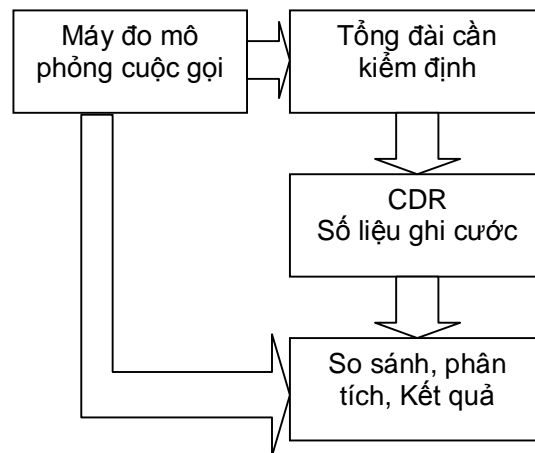 Máy đo mô
phỏng cuộc gọi
Tổng đài cần
kiểm định
CDR
Số liệu ghi cước
So sánh, phân
tích, Kết quả